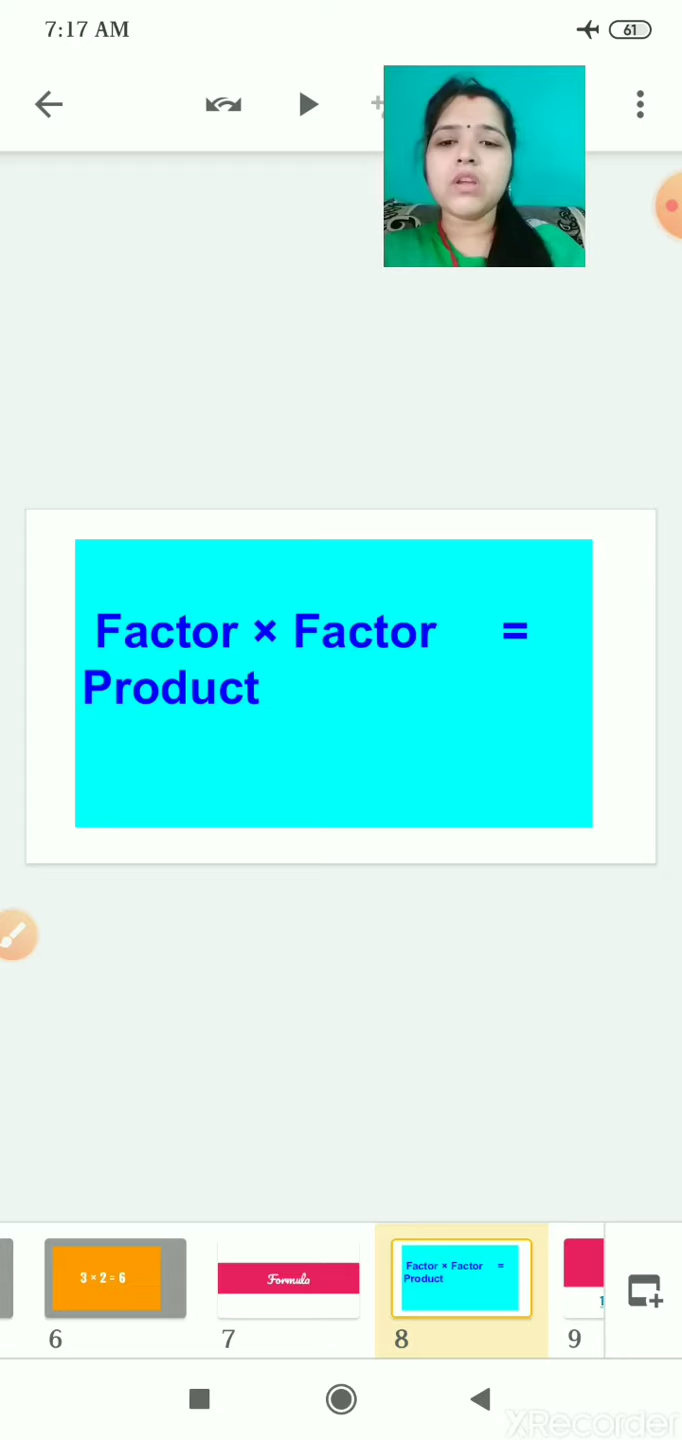 7:17 AM
61
Factor × Factor =
Product
3 × 2 = 6
Formula
Factor × Factor =
Product
6
7
8
9
XRecorder